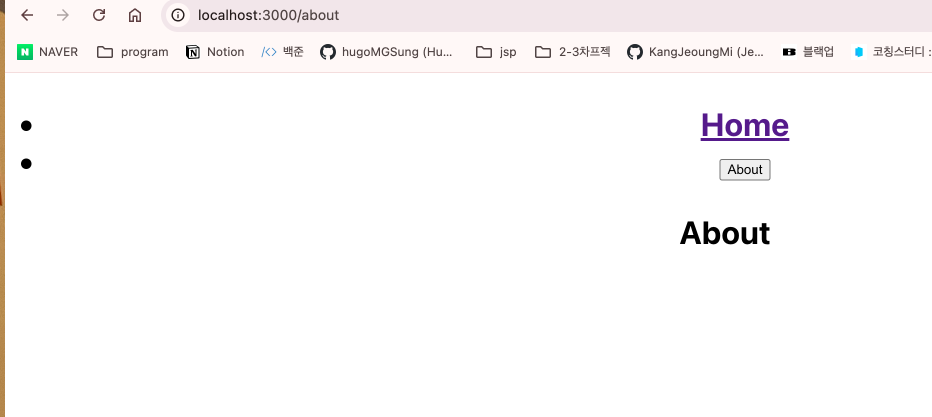 localhost:3000/about
N NAVER program Notion 백준 hugoMGSung (Hu... jsp 2-3차프젝 KangJeoungMi (Je... B 블랙업 코칭스터디 :
Home
About
About